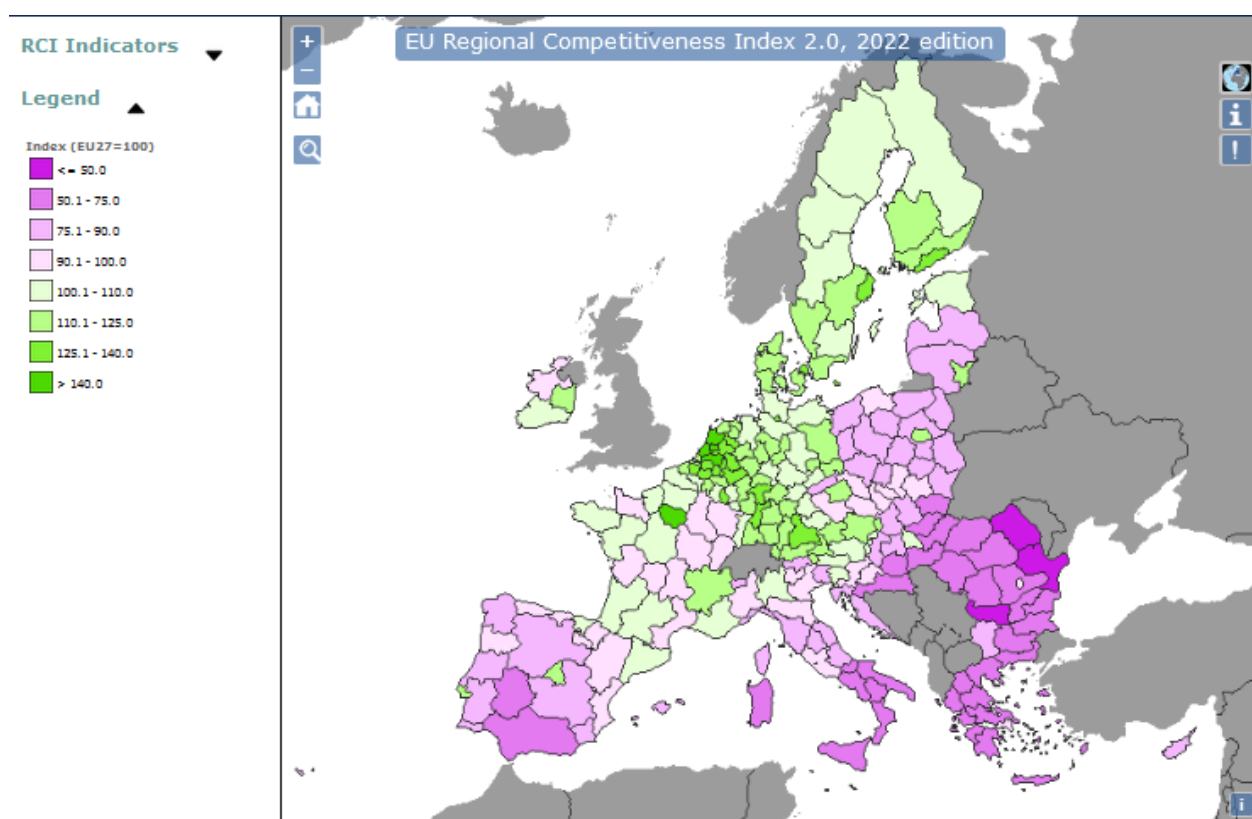 RCI Indicators
EU Regional Competitiveness Index 2.0, 2022 edition
Legend
Index (EU27=100)
<= 50.0
50.1 - 75.0
75.1 - 90.0
90.1 - 100.0
100.1 - 110.0
110.1 - 125.0
125.1 - 140.0
> 140.0
+
−
i
!
i